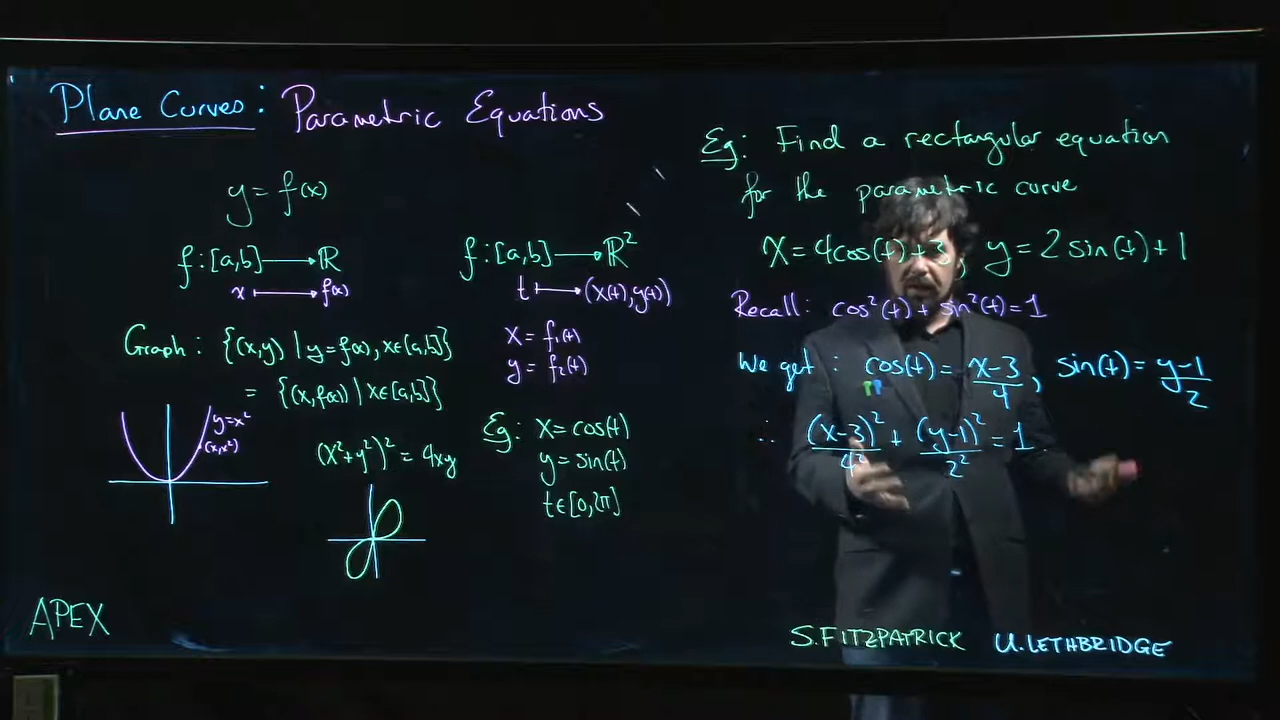 Plane Curves: Parametric Equations
y = f(x)
f:[a,b] → ℝ
x ↦ f(x)
Graph: {(x,y) | y=f(x), x∈[a,b]}
= {(x,f(x)) | x∈[a,b]}
y=x²
(x,x²)
(x²+y²)² = 4xy
f:[a,b] → ℝ²
t ↦ (x(t),y(t))
x = f₁(t)
y = f₂(t)
Eg: x = cos(t)
y = sin(t)
t∈[0,2π]
APEX
Eg: Find a rectangular equation
for the parametric curve
x=4cos(t)+3, y=2sin(t)+1
Recall: cos²(t)+sin²(t)=1
We get: cos(t) = (x-3)/4, sin(t) = (y-1)/2
∴ (x-3)²/4² + (y-1)²/2² = 1
S.FITZPATRICK U.LETHBRIDGE